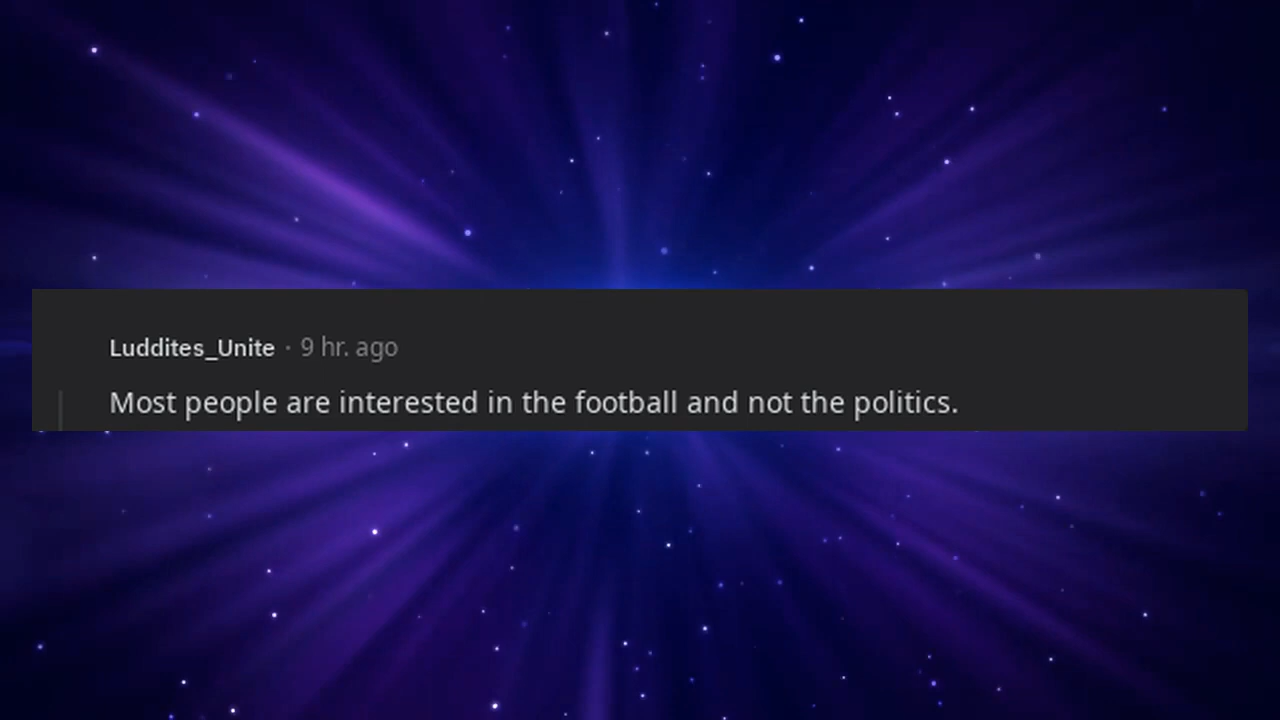 Luddites_Unite · 9 hr. ago
Most people are interested in the football and not the politics.